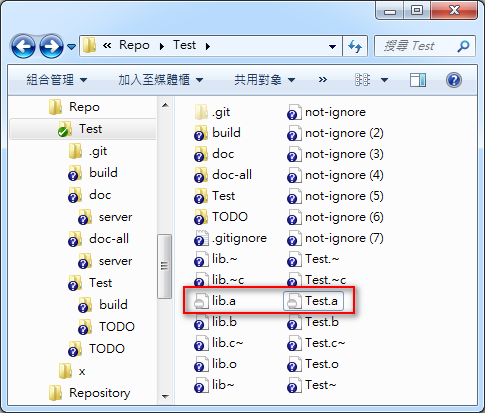 « Repo Test
搜尋 Test
組合管理 加入至媒體櫃 共用對象 »
Repo
Test
.git
build
doc
server
doc-all
server
Test
build
TODO
TODO
x
Repository
.git
build
doc
doc-all
Test
TODO
.gitignore
lib.~
lib.~c
lib.a
lib.b
lib.c~
lib.o
lib~
not-ignore
not-ignore (2)
not-ignore (3)
not-ignore (4)
not-ignore (5)
not-ignore (6)
not-ignore (7)
Test.~
Test.~c
Test.a
Test.b
Test.c~
Test.o
Test~